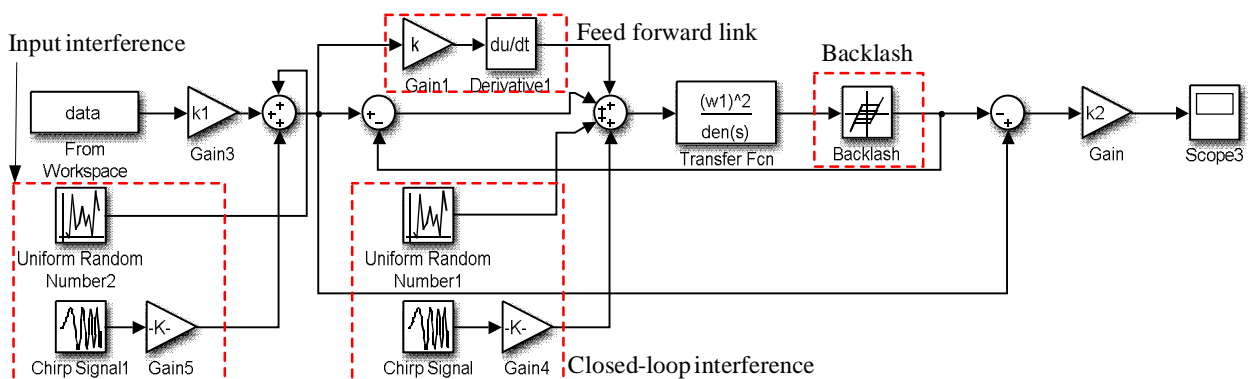 Input interference
Feed forward link
Backlash
k
du/dt
Gain1
Derivative1
data
k1
+
+
+
+
-
+
+
+
+
(w1)^2
den(s)
-
+
k2
From
Workspace
Gain3
Transfer Fcn
Backlash
Gain
Scope3
Uniform Random
Number2
Uniform Random
Number1
-K-
-K-
Chirp Signal1
Gain5
Chirp Signal
Gain4
Closed-loop interference